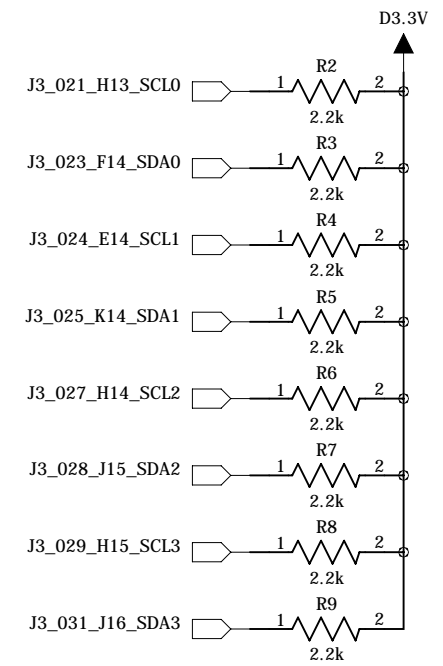 D3.3V
R2
J3_021_H13_SCL0 1 2
2.2k
R3
J3_023_F14_SDA0 1 2
2.2k
R4
J3_024_E14_SCL1 1 2
2.2k
R5
J3_025_K14_SDA1 1 2
2.2k
R6
J3_027_H14_SCL2 1 2
2.2k
R7
J3_028_J15_SDA2 1 2
2.2k
R8
J3_029_H15_SCL3 1 2
2.2k
R9
J3_031_J16_SDA3 1 2
2.2k